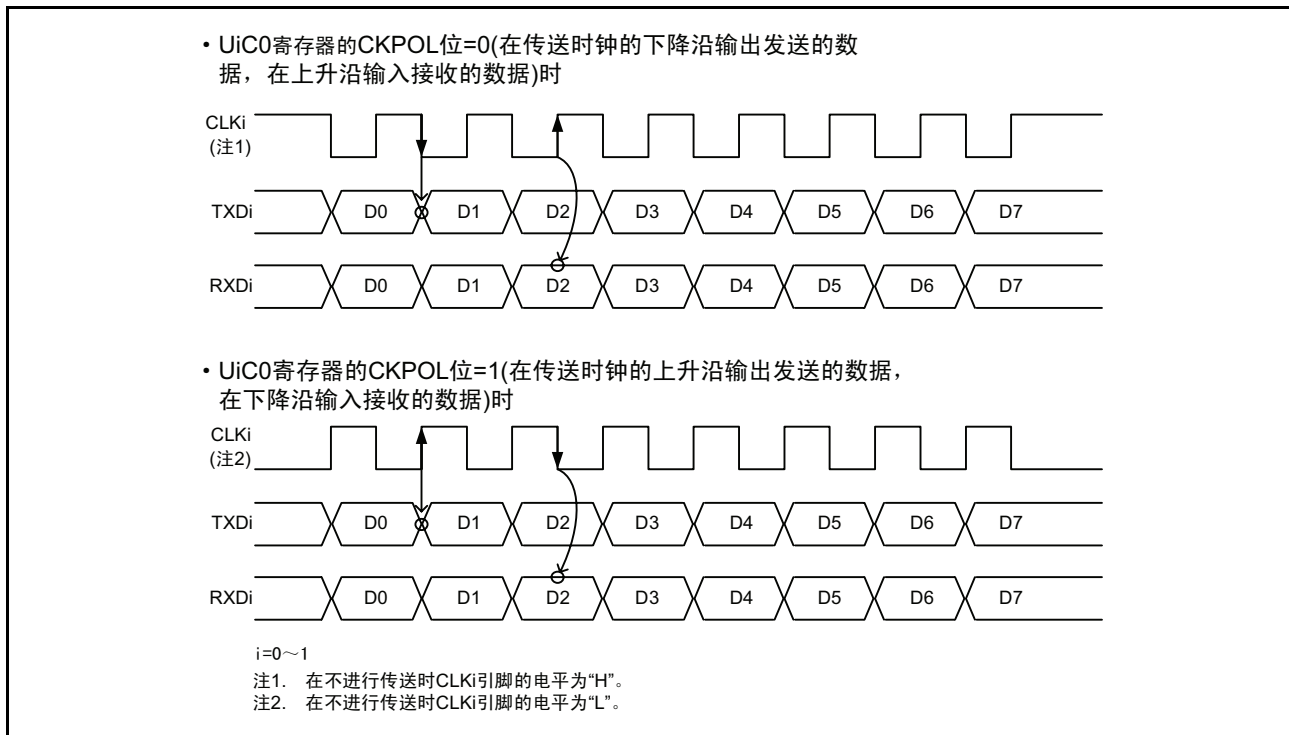 ・UiC0寄存器的CKPOL位=0(在传送时钟的下降沿输出发送的数
据，在上升沿输入接收的数据)时
CLKi
(注1)
TXDi D0 D1 D2 D3 D4 D5 D6 D7
RXDi D0 D1 D2 D3 D4 D5 D6 D7
・UiC0寄存器的CKPOL位=1(在传送时钟的上升沿输出发送的数据，
在下降沿输入接收的数据)时
CLKi
(注2)
TXDi D0 D1 D2 D3 D4 D5 D6 D7
RXDi D0 D1 D2 D3 D4 D5 D6 D7
i=0～1
注1. 在不进行传送时CLKi引脚的电平为“H”。
注2. 在不进行传送时CLKi引脚的电平为“L”。